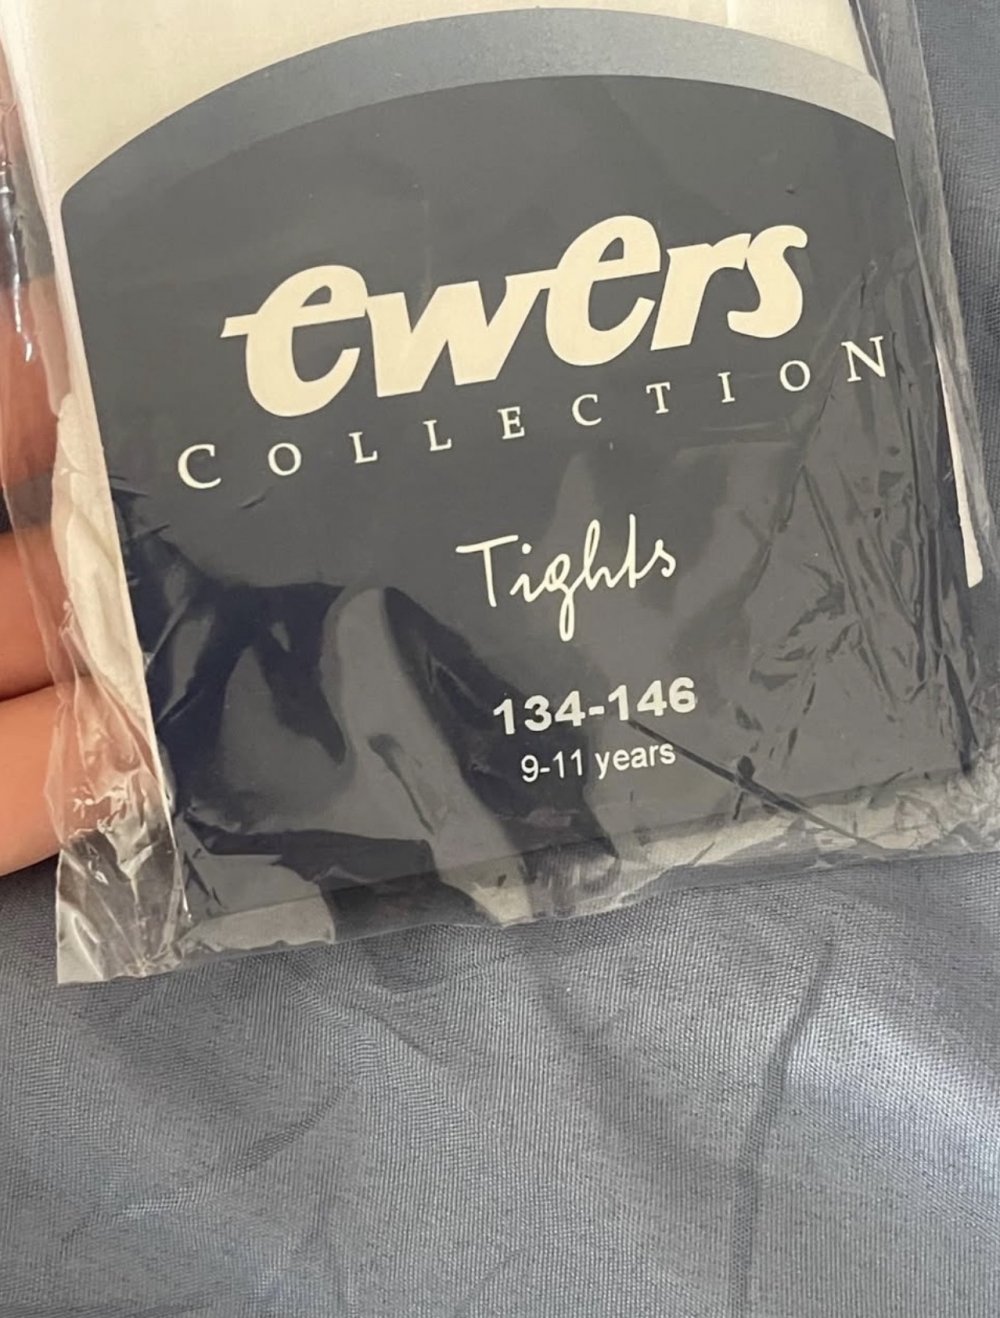 ewers
COLLECTION
Tights
134-146
9-11 years